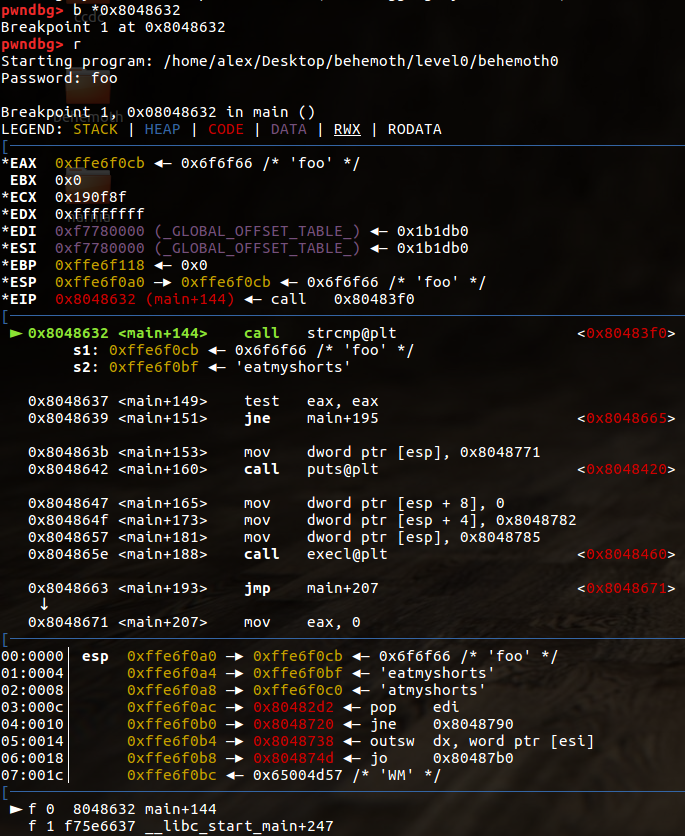 pwndbg> b *0x8048632
Breakpoint 1 at 0x8048632
pwndbg> r
Starting program: /home/alex/Desktop/behemoth/level0/behemoth0
Password: foo
Breakpoint 1, 0x08048632 in main ()
LEGEND: STACK | HEAP | CODE | DATA | RWX | RODATA
[
*EAX  0xffe6f0cb ◄— 0x6f6f66 /* 'foo' */
 EBX  0x0
*ECX  0x190f8f
*EDX  0xffffffff
*EDI  0xf7780000 (_GLOBAL_OFFSET_TABLE_) ◄— 0x1b1db0
*ESI  0xf7780000 (_GLOBAL_OFFSET_TABLE_) ◄— 0x1b1db0
*EBP  0xffe6f118 ◄— 0x0
*ESP  0xffe6f0a0 —► 0xffe6f0cb ◄— 0x6f6f66 /* 'foo' */
*EIP  0x8048632 (main+144) ◄— call   0x80483f0
[
 ► 0x8048632 <main+144>    call   strcmp@plt                    <0x80483f0>
        s1: 0xffe6f0cb ◄— 0x6f6f66 /* 'foo' */
        s2: 0xffe6f0bf ◄— 'eatmyshorts'
   0x8048637 <main+149>    test   eax, eax
   0x8048639 <main+151>    jne    main+195                      <0x8048665>
   0x804863b <main+153>    mov    dword ptr [esp], 0x8048771
   0x8048642 <main+160>    call   puts@plt                      <0x8048420>
   0x8048647 <main+165>    mov    dword ptr [esp + 8], 0
   0x804864f <main+173>    mov    dword ptr [esp + 4], 0x8048782
   0x8048657 <main+181>    mov    dword ptr [esp], 0x8048785
   0x804865e <main+188>    call   execl@plt                     <0x8048460>
   0x8048663 <main+193>    jmp    main+207                      <0x8048671>
    ↓
   0x8048671 <main+207>    mov    eax, 0
[
00:0000│ esp  0xffe6f0a0 —► 0xffe6f0cb ◄— 0x6f6f66 /* 'foo' */
01:0004│      0xffe6f0a4 —► 0xffe6f0bf ◄— 'eatmyshorts'
02:0008│      0xffe6f0a8 —► 0xffe6f0c0 ◄— 'atmyshorts'
03:000c│      0xffe6f0ac —► 0x80482d2 ◄— pop    edi
04:0010│      0xffe6f0b0 —► 0x8048720 ◄— jne    0x8048790
05:0014│      0xffe6f0b4 —► 0x8048738 ◄— outsw  dx, word ptr [esi]
06:0018│      0xffe6f0b8 —► 0x804874d ◄— jo     0x80487b0
07:001c│      0xffe6f0bc ◄— 0x65004d57 /* 'WM' */
[
 ► f 0  8048632 main+144
   f 1 f75e6637 __libc_start_main+247